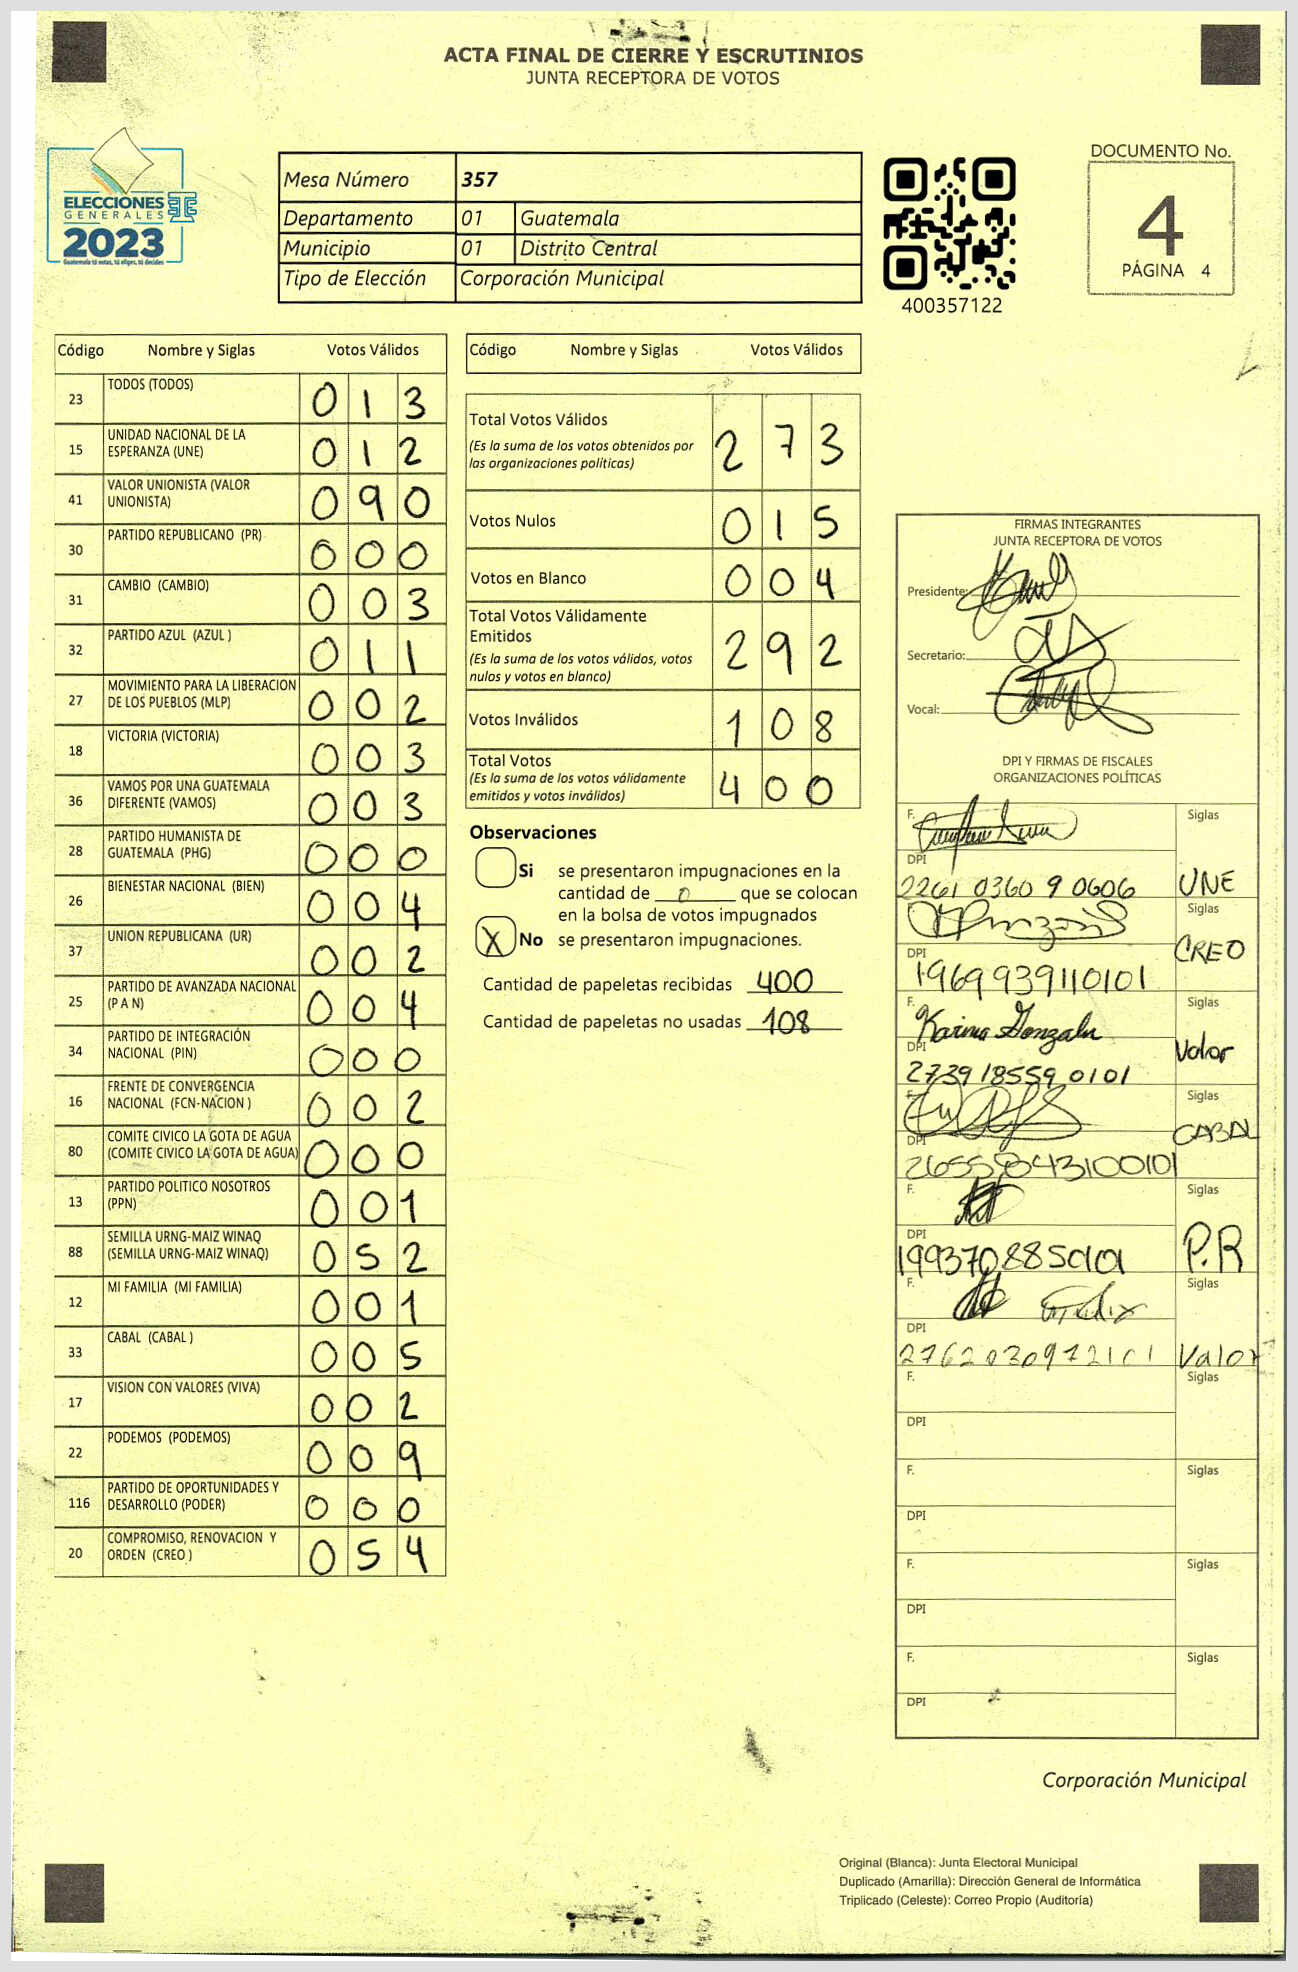 ACTA FINAL DE CIERRE Y ESCRUTINIOS
JUNTA RECEPTORA DE VOTOS
ELECCIONES
GENERALES
2023
Guatemala tú votas, tú eliges, tú decides
Mesa Número 357
Departamento 01 Guatemala
Municipio 01 Distrito Central
Tipo de Elección Corporación Municipal
400357122
DOCUMENTO No.
4
PÁGINA 4
Código Nombre y Siglas Votos Válidos
23 TODOS (TODOS) 0 1 3
15 UNIDAD NACIONAL DE LA
ESPERANZA (UNE) 0 1 2
41 VALOR UNIONISTA (VALOR
UNIONISTA) 0 9 0
30 PARTIDO REPUBLICANO (PR) 0 0 0
31 CAMBIO (CAMBIO) 0 0 3
32 PARTIDO AZUL (AZUL ) 0 1 1
27 MOVIMIENTO PARA LA LIBERACION
DE LOS PUEBLOS (MLP) 0 0 2
18 VICTORIA (VICTORIA) 0 0 3
36 VAMOS POR UNA GUATEMALA
DIFERENTE (VAMOS) 0 0 3
28 PARTIDO HUMANISTA DE
GUATEMALA (PHG) 0 0 0
26 BIENESTAR NACIONAL (BIEN) 0 0 4
37 UNION REPUBLICANA (UR) 0 0 2
25 PARTIDO DE AVANZADA NACIONAL
(P A N) 0 0 4
34 PARTIDO DE INTEGRACIÓN
NACIONAL (PIN) 0 0 0
16 FRENTE DE CONVERGENCIA
NACIONAL (FCN-NACION ) 0 0 2
80 COMITE CIVICO LA GOTA DE AGUA
(COMITE CIVICO LA GOTA DE AGUA) 0 0 0
13 PARTIDO POLITICO NOSOTROS
(PPN) 0 0 1
88 SEMILLA URNG-MAIZ WINAQ
(SEMILLA URNG-MAIZ WINAQ) 0 5 2
12 MI FAMILIA (MI FAMILIA) 0 0 1
33 CABAL (CABAL ) 0 0 5
17 VISION CON VALORES (VIVA) 0 0 2
22 PODEMOS (PODEMOS) 0 0 9
116 PARTIDO DE OPORTUNIDADES Y
DESARROLLO (PODER) 0 0 0
20 COMPROMISO, RENOVACION Y
ORDEN (CREO ) 0 5 4
Código Nombre y Siglas Votos Válidos
Total Votos Válidos 2 7 3
(Es la suma de los votos obtenidos por
las organizaciones políticas)
Votos Nulos 0 1 5
Votos en Blanco 0 0 4
Total Votos Válidamente
Emitidos 2 9 2
(Es la suma de los votos válidos, votos
nulos y votos en blanco)
Votos Inválidos 1 0 8
Total Votos 4 0 0
(Es la suma de los votos válidamente
emitidos y votos inválidos)
Observaciones
Si se presentaron impugnaciones en la
cantidad de 0 que se colocan
en la bolsa de votos impugnados
X No se presentaron impugnaciones.
Cantidad de papeletas recibidas 400
Cantidad de papeletas no usadas 108
FIRMAS INTEGRANTES
JUNTA RECEPTORA DE VOTOS
Presidente:
Secretario:
Vocal:
DPI Y FIRMAS DE FISCALES
ORGANIZACIONES POLÍTICAS
F. Siglas
DPI
2261 0360 9 0606 UNE
Siglas
DPI CREO
1969939110101
F. Siglas
Karina Gonzalez
DPI Valor
2739 18559 0101
F. Siglas
DPI CABAL
F. Siglas
DPI P.R
F. Siglas
DPI
Valor
F. Siglas
DPI
F. Siglas
DPI
F. Siglas
DPI
F. Siglas
DPI
Corporación Municipal
Original (Blanca): Junta Electoral Municipal
Duplicado (Amarilla): Dirección General de Informática
Triplicado (Celeste): Correo Propio (Auditoría)